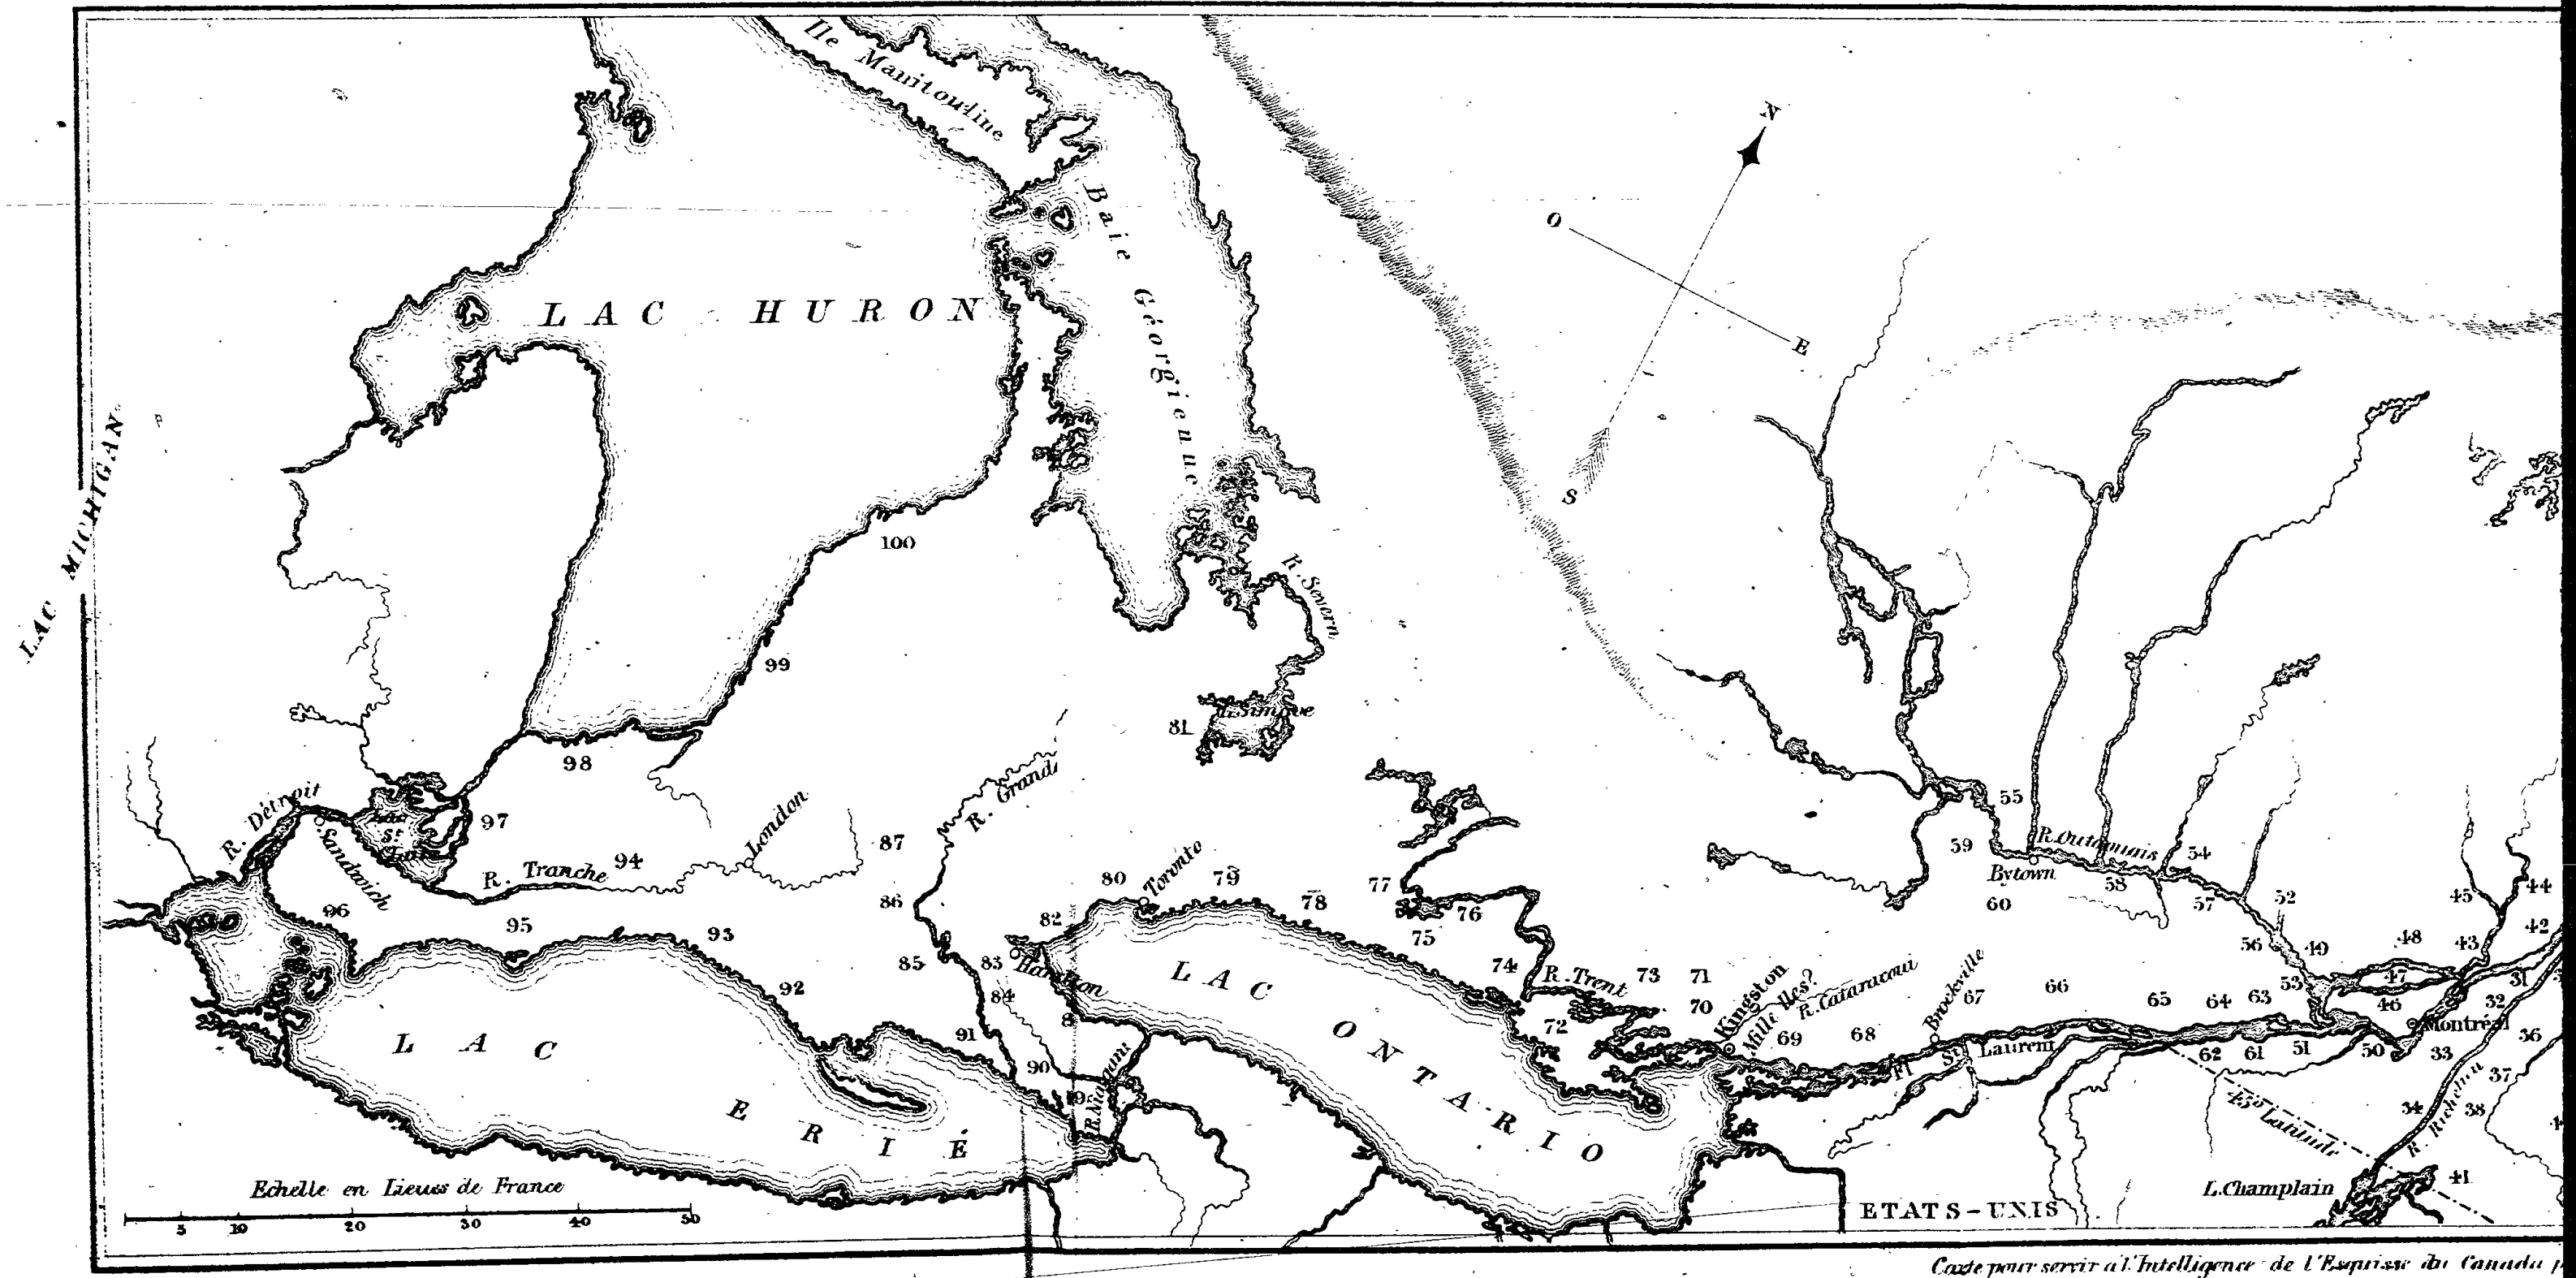 Ile Manitouline
N
O
E
S
Baie Géorgienne
LAC HURON
LAC MICHIGAN
100
R. Severn
99
81
L. Simcoe
98
R. Grande
R. Détroit
Lac
St
Sandwich
97
London
87
R. Tranche
94
86
96
95
93
85
92
91
90
80
Toronto
79
78
77
76
75
82
83
Hamilton
84
74
R. Trent
73
71
70
72
Kingston
Mille Iles?
R. Cataracoui
69
68
Brockville
67
66
65
64
63
53
55
59
R. Outaouais
54
Bytown
58
60
57
52
56
49
48
47
46
43
45
44
42
31
32
Montréal
36
33
50
51
61
62
Fl
St
Laurent
37
38
34
R. Richelieu
45° Latitude
41
L. Champlain
R. Niagara
LAC
ONTARIO
LAC
ERIÉ
ETATS-UNIS
Echelle en Lieues de France
5 10 20 30 40 50
Carte pour servir a l'Intelligence de l'Esquisse du Canada